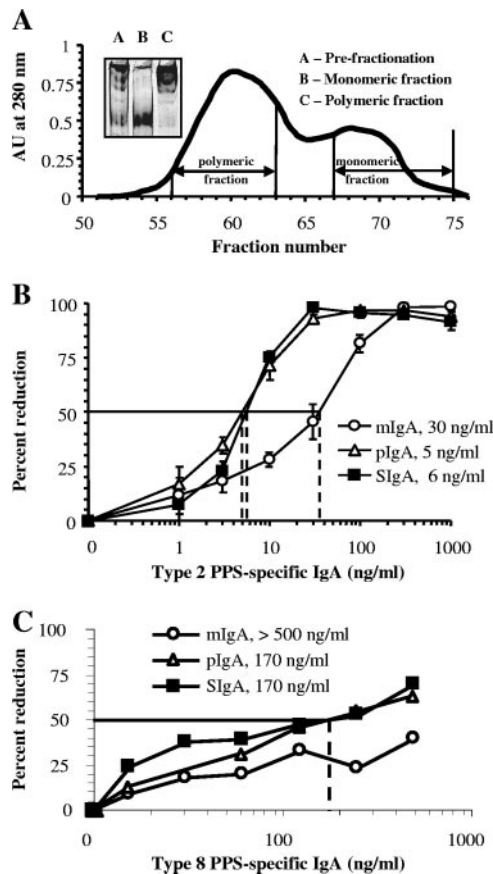 A
A B C
A – Pre-fractionation
B – Monomeric fraction
C – Polymeric fraction
AU at 280 nm
1
0.75
0.5
0.25
0
polymeric
fraction
monomeric
fraction
50 55 60 65 70 75
Fraction number
B
Percent reduction
100
75
50
25
0
mIgA, 30 ng/ml
pIgA, 5 ng/ml
SIgA, 6 ng/ml
0 1 10 100 1000
Type 2 PPS-specific IgA (ng/ml)
C
Percent reduction
100
75
50
25
0
mIgA, > 500 ng/ml
pIgA, 170 ng/ml
SIgA, 170 ng/ml
0 100 1000
Type 8 PPS-specific IgA (ng/ml)